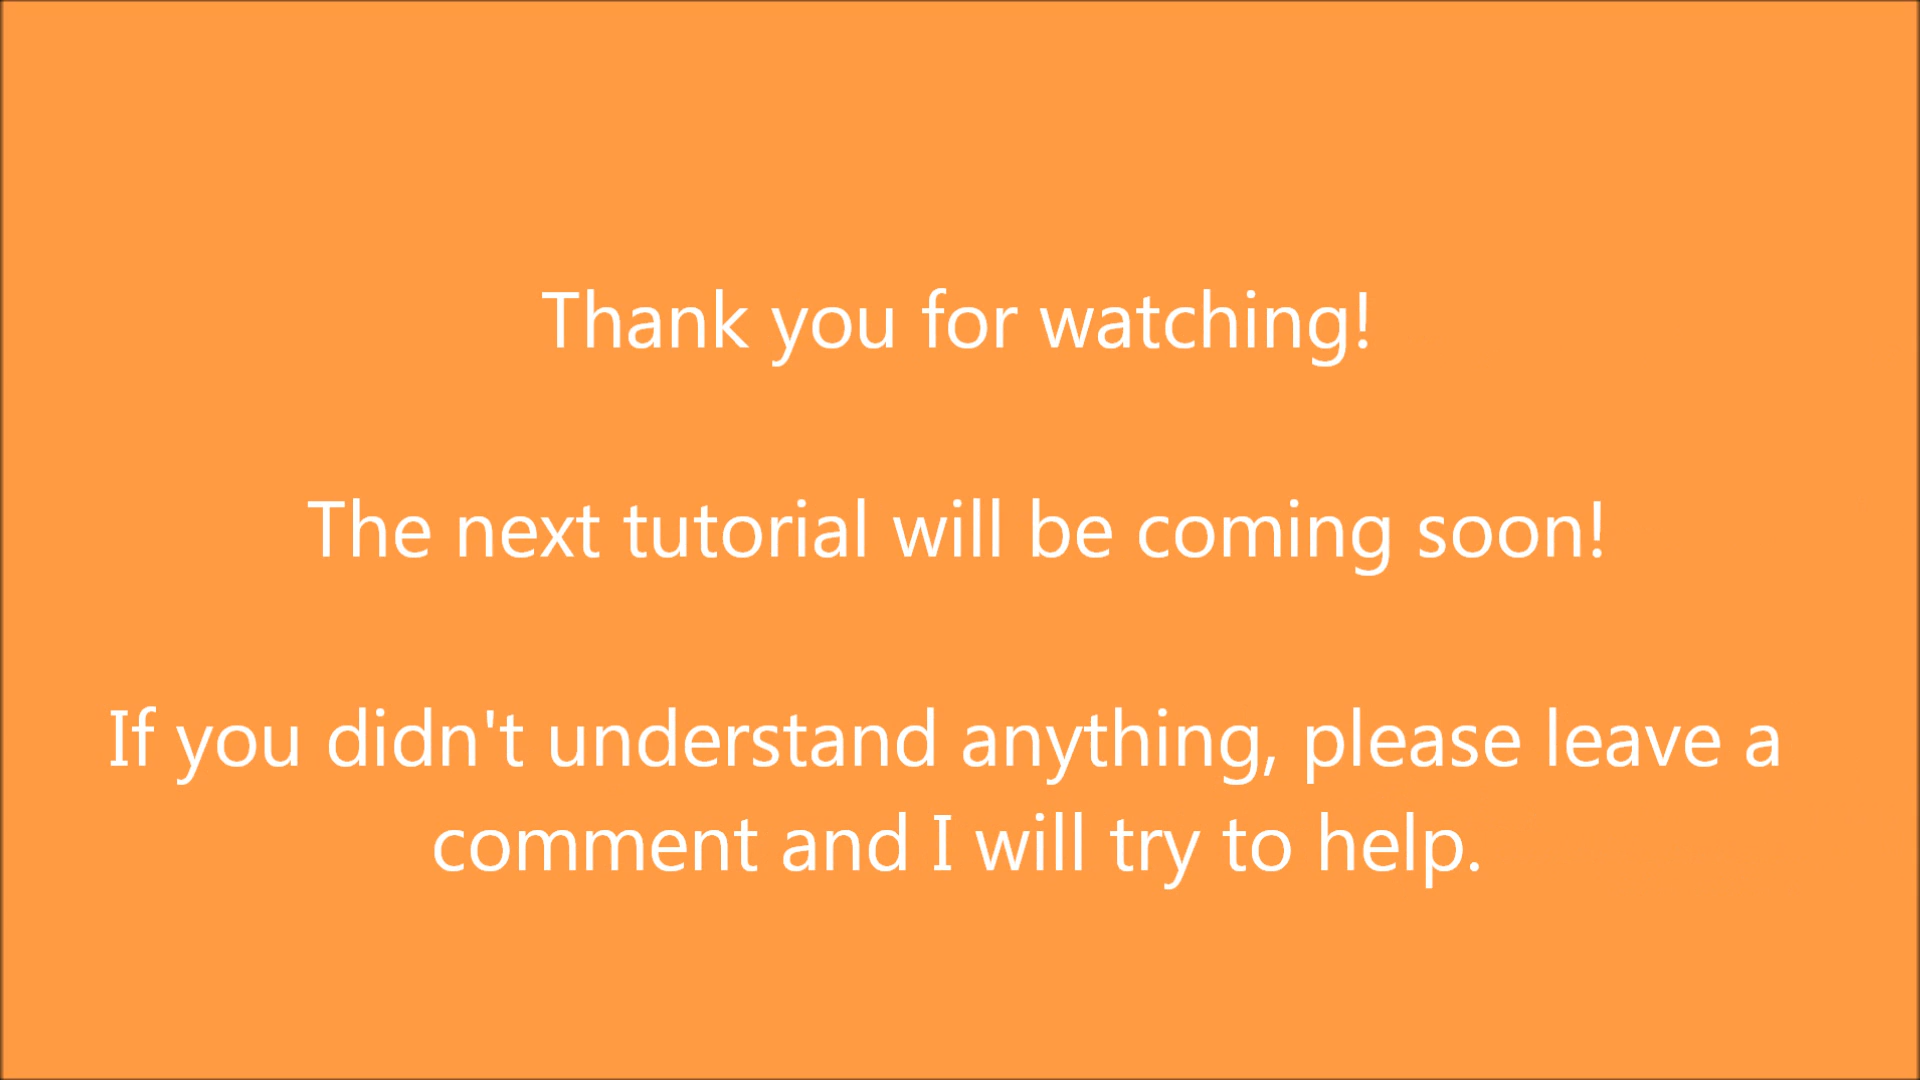 Thank you for watching!
The next tutorial will be coming soon!
If you didn't understand anything, please leave a
comment and I will try to help.